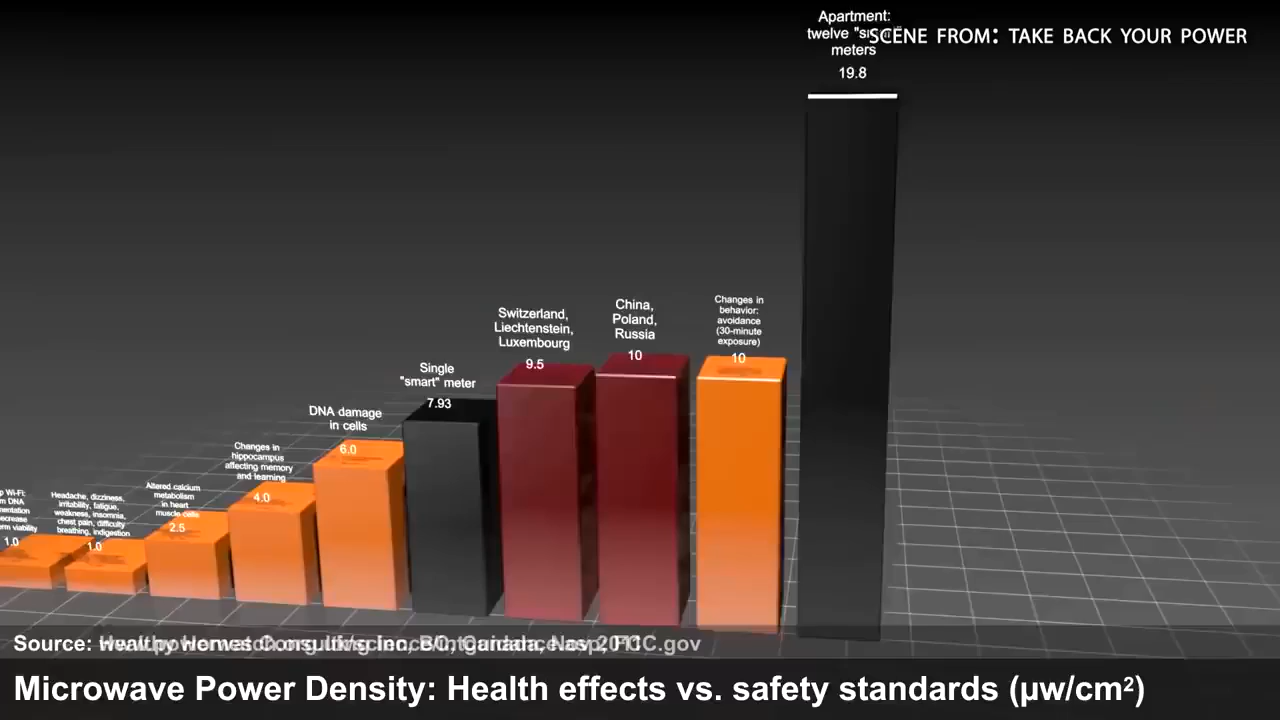 Apartment:
twelve "smart"
meters
19.8
SCENE FROM: TAKE BACK YOUR POWER
Changes in
behavior:
avoidance
(30-minute
exposure)
10
China,
Poland,
Russia
10
Switzerland,
Liechtenstein,
Luxembourg
9.5
Single
"smart" meter
7.93
DNA damage
in cells
6.0
Changes in
hippocampus
affecting memory
and learning
4.0
Altered calcium
metabolism
in heart
muscle cells
2.5
Headache, dizziness,
irritability, fatigue,
weakness, insomnia,
chest pain, difficulty
breathing, indigestion
1.0
Wi-Fi:
DNA
1.0
Source:
Microwave Power Density: Health effects vs. safety standards (µw/cm²)